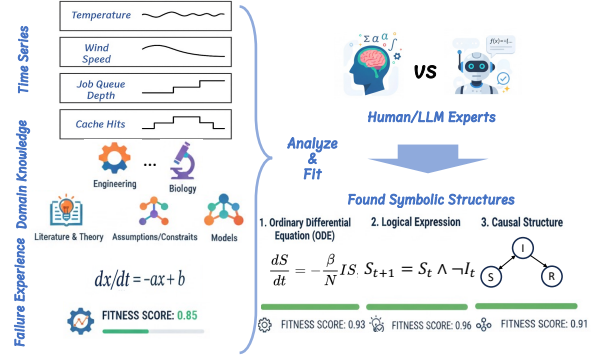 Time Series
Temperature
Wind
Speed
Job Queue
Depth
Cache Hits
Domain Knowledge
Engineering
...
Biology
Literature & Theory
Assumptions/Constraits
Models
Failure Experience
dx/dt = -ax + b
FITNESS SCORE: 0.85
Analyze
&
Fit
Σ α α ∫
vs
f(x)=...
Human/LLM Experts
Found Symbolic Structures
1. Ordinary Differential
Equation (ODE)
dS/dt = -β/N IS.
FITNESS SCORE: 0.93
2. Logical Expression
S_{t+1} = S_t ∧ ¬I_t
FITNESS SCORE: 0.96
3. Causal Structure
I
S
R
FITNESS SCORE: 0.91